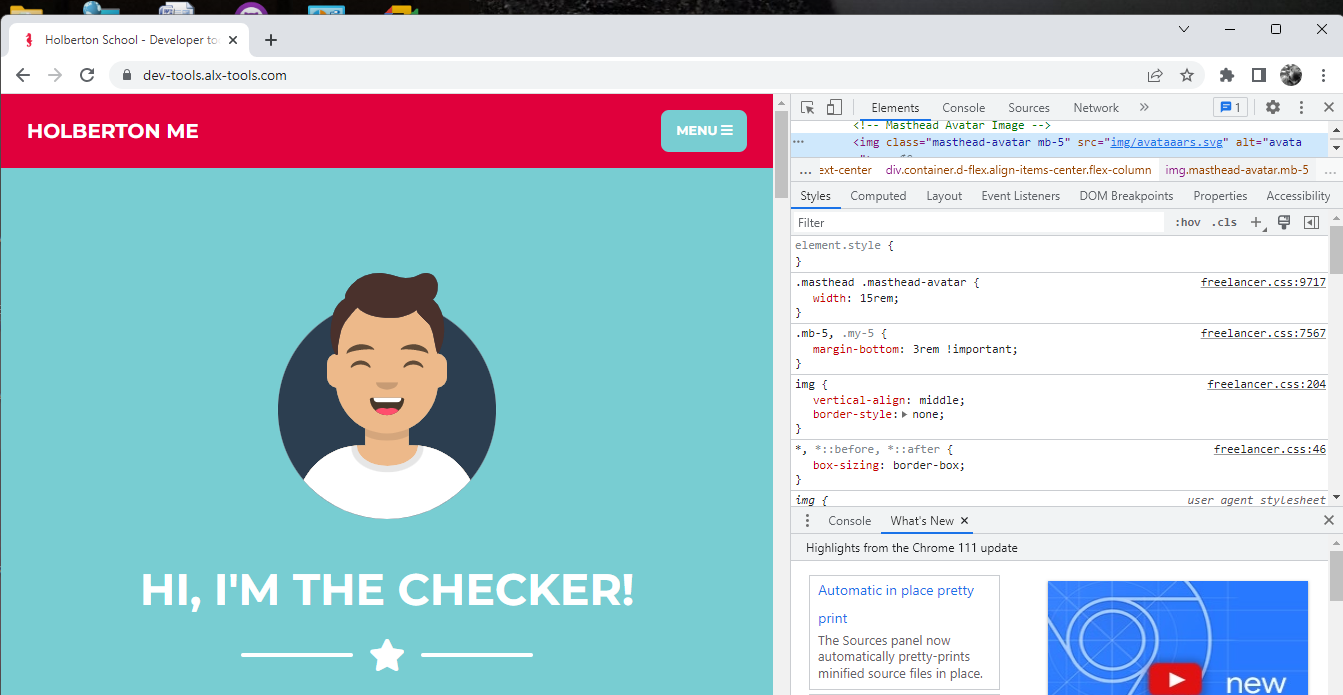 Holberton School - Developer to
dev-tools.alx-tools.com
HOLBERTON ME
MENU
HI, I'M THE CHECKER!
Elements Console Sources Network » 1
<!-- Masthead Avatar Image -->
<img class="masthead-avatar mb-5" src="img/avataaars.svg" alt="avata
... ext-center div.container.d-flex.align-items-center.flex-column img.masthead-avatar.mb-5 ...
Styles Computed Layout Event Listeners DOM Breakpoints Properties Accessibility
Filter :hov .cls +
element.style {
}
.masthead .masthead-avatar { freelancer.css:9717
width: 15rem;
}
.mb-5, .my-5 { freelancer.css:7567
margin-bottom: 3rem !important;
}
img { freelancer.css:204
vertical-align: middle;
border-style: none;
}
*, *::before, *::after { freelancer.css:46
box-sizing: border-box;
}
img { user agent stylesheet
Console What's New
Highlights from the Chrome 111 update
Automatic in place pretty
print
The Sources panel now
automatically pretty-prints
minified source files in place.
new